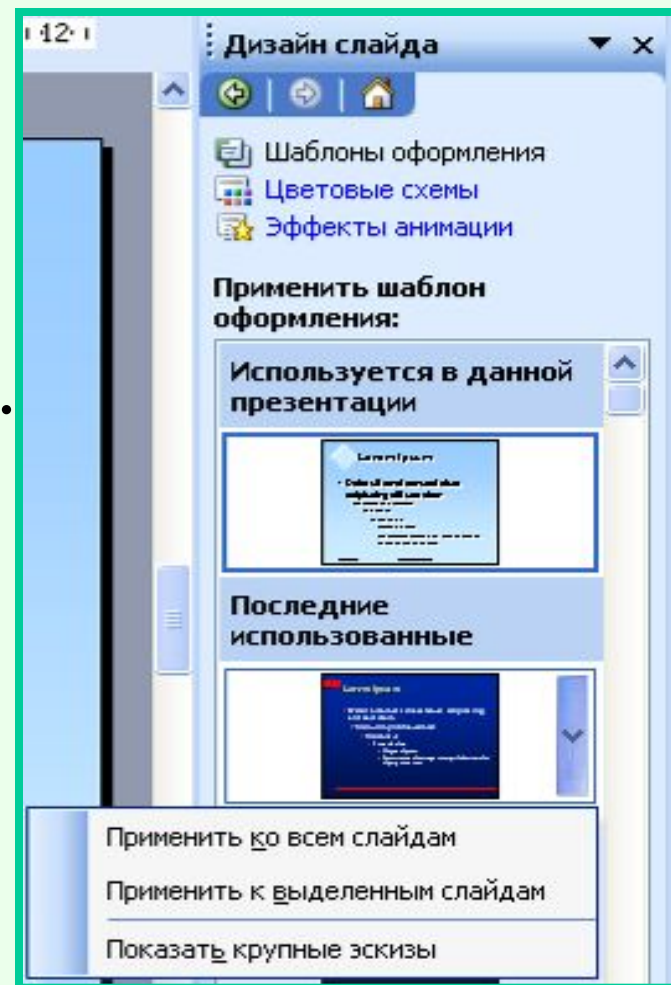 12
Дизайн слайда
Шаблоны оформления
Цветовые схемы
Эффекты анимации
Применить шаблон
оформления:
Используется в данной
презентации
Последние
использованные
Применить ко всем слайдам
Применить к выделенным слайдам
Показать крупные эскизы